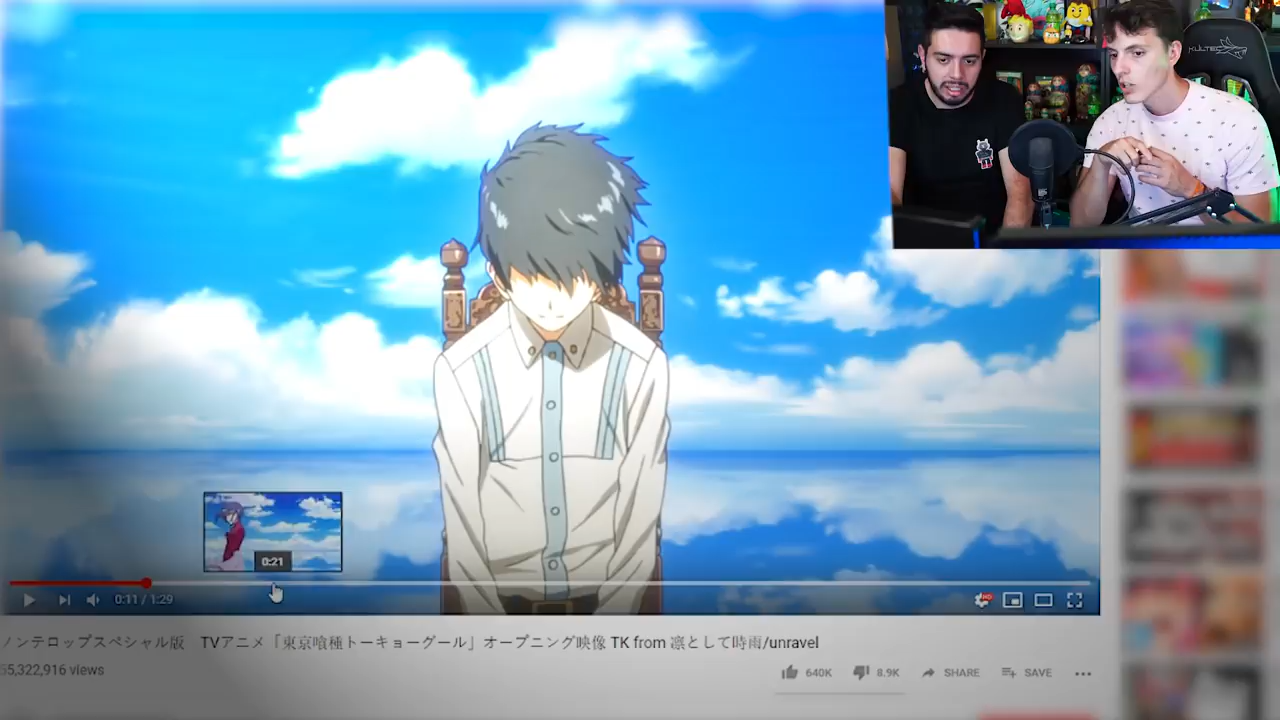 KULTEC
0:21
0:11 / 1:29
HD
ノンテロップスペシャル版 TVアニメ「東京喰種トーキョーグール」オープニング映像 TK from 凛として時雨/unravel
55,322,916 views
640K
8.9K
SHARE
SAVE